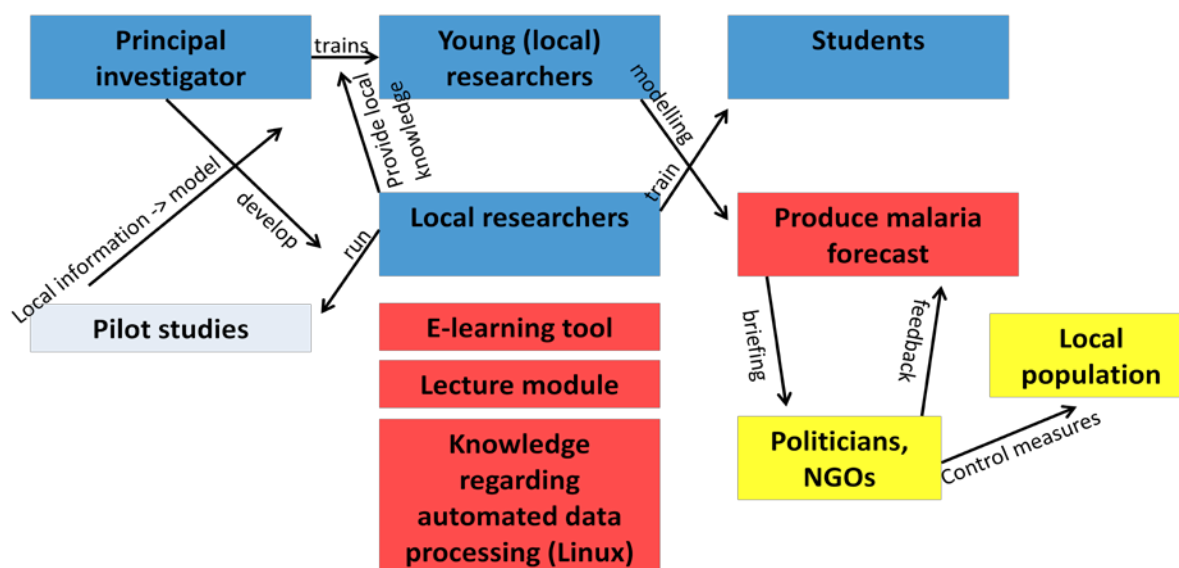 Principal
investigator
trains
Young (local)
researchers
Students
Provide local
knowledge
modelling
Local information -> model
develop
run
Local researchers
train
Produce malaria
forecast
Pilot studies
E-learning tool
Lecture module
Knowledge
regarding
automated data
processing (Linux)
briefing
feedback
Local
population
Politicians,
NGOs
Control measures